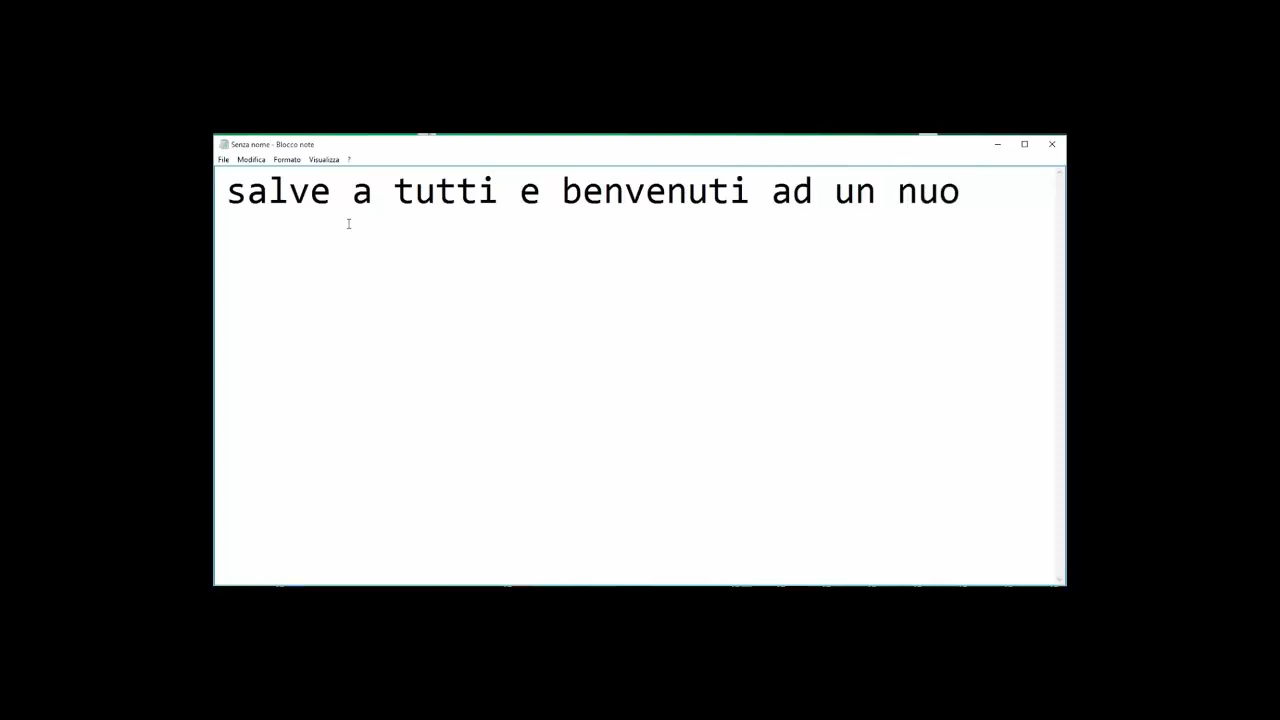 Senza nome - Blocco note
File Modifica Formato Visualizza ?
salve a tutti e benvenuti ad un nuo